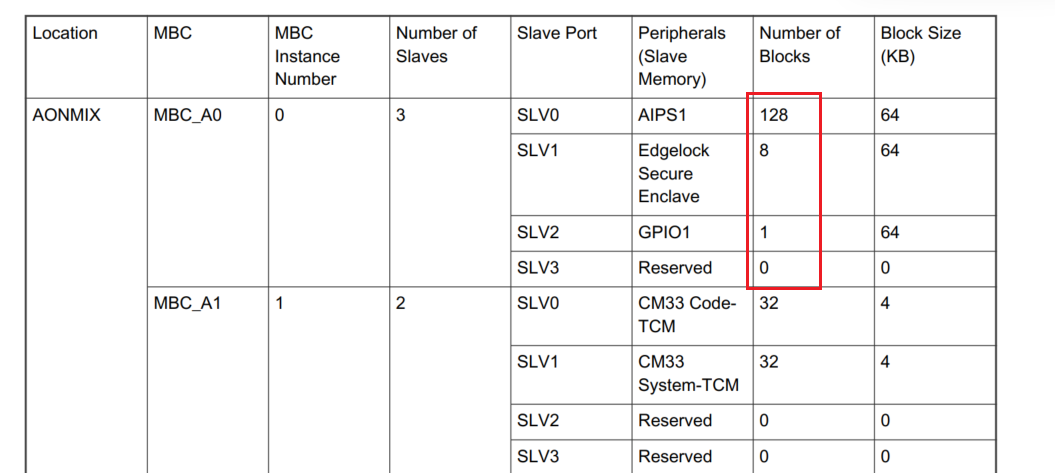 Location MBC MBC Instance Number Number of Slaves Slave Port Peripherals (Slave Memory) Number of Blocks Block Size (KB)
AONMIX MBC_A0 0 3 SLV0 AIPS1 128 64
SLV1 Edgelock Secure Enclave 8 64
SLV2 GPIO1 1 64
SLV3 Reserved 0 0
MBC_A1 1 2 SLV0 CM33 Code-TCM 32 4
SLV1 CM33 System-TCM 32 4
SLV2 Reserved 0 0
SLV3 Reserved 0 0